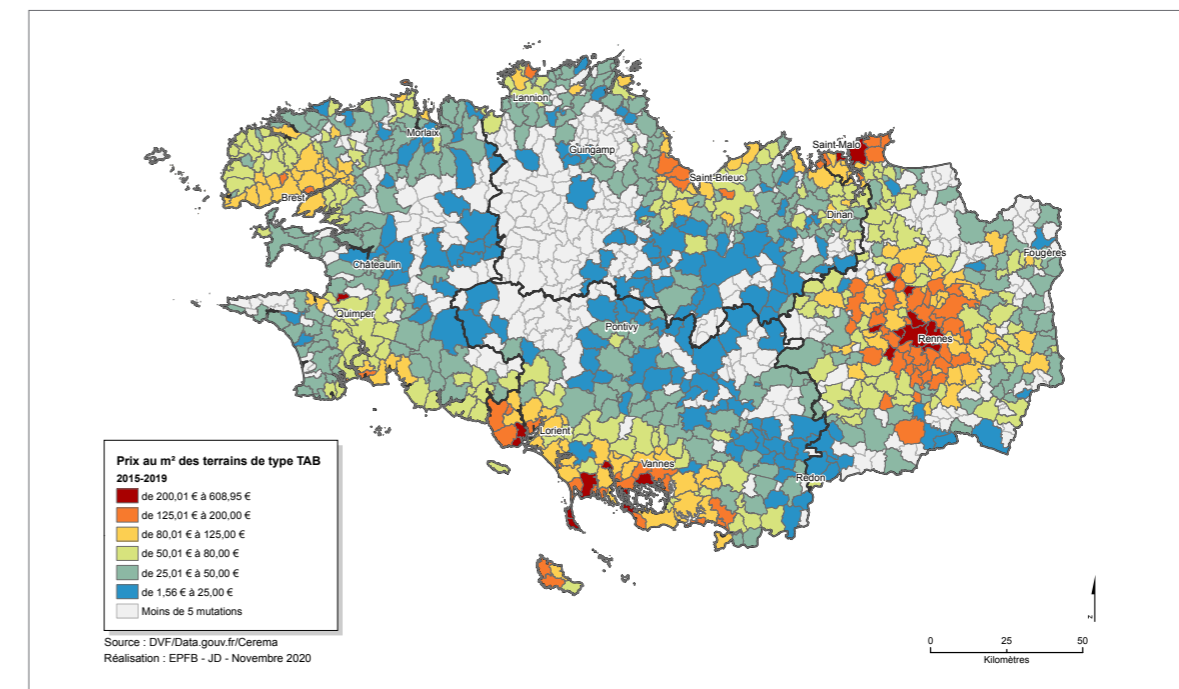 Lannion
Morlaix
Guingamp
Saint-Malo
Saint-Brieuc
Brest
Dinan
Fougères
Châteaulin
Quimper
Pontivy
Rennes
Lorient
Vannes
Redon
Prix au m² des terrains de type TAB
2015-2019
de 200,01 € à 608,95 €
de 125,01 € à 200,00 €
de 80,01 € à 125,00 €
de 50,01 € à 80,00 €
de 25,01 € à 50,00 €
de 1,56 € à 25,00 €
Moins de 5 mutations
Source : DVF/Data.gouv.fr/Cerema
Réalisation : EPFB - JD - Novembre 2020
z
0 25 50
Kilomètres